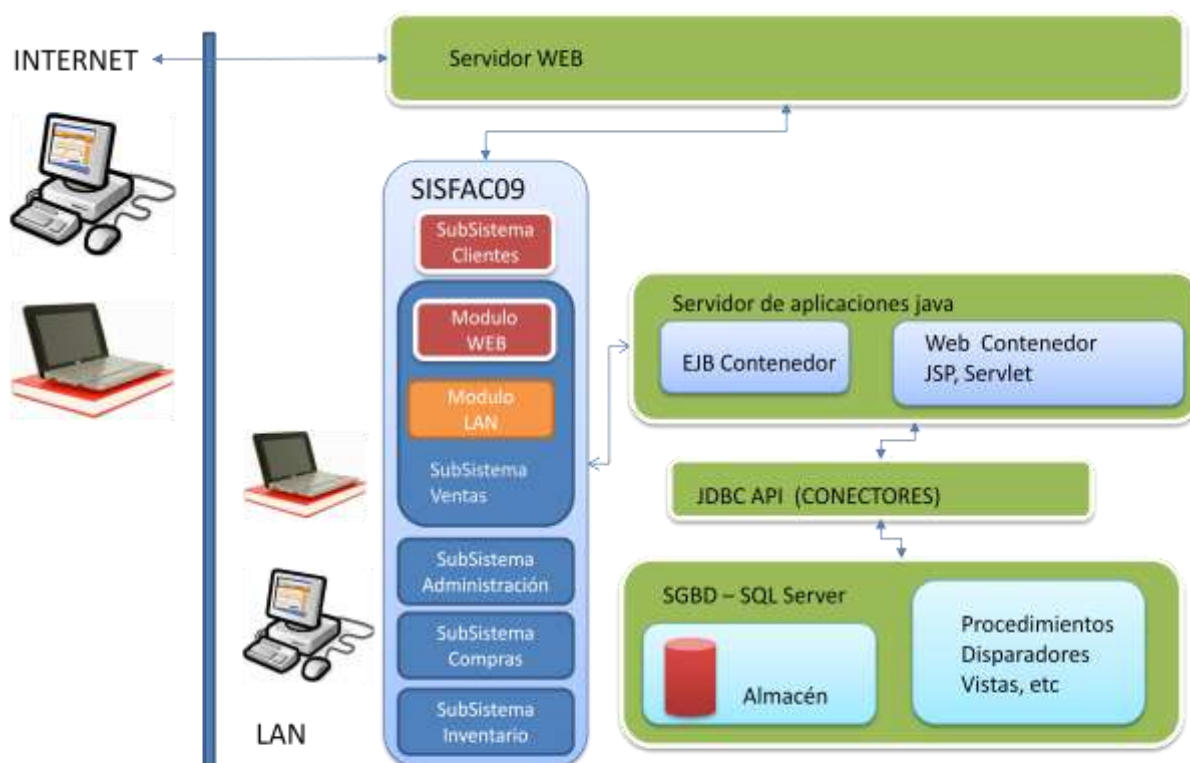 INTERNET
Servidor WEB
SISFAC09
SubSistema
Clientes
Modulo
WEB
Modulo
LAN
SubSistema
Ventas
SubSistema
Administración
SubSistema
Compras
SubSistema
Inventario
LAN
Servidor de aplicaciones java
EJB Contenedor
Web Contenedor
JSP, Servlet
JDBC API (CONECTORES)
SGBD – SQL Server
Almacén
Procedimientos
Disparadores
Vistas, etc